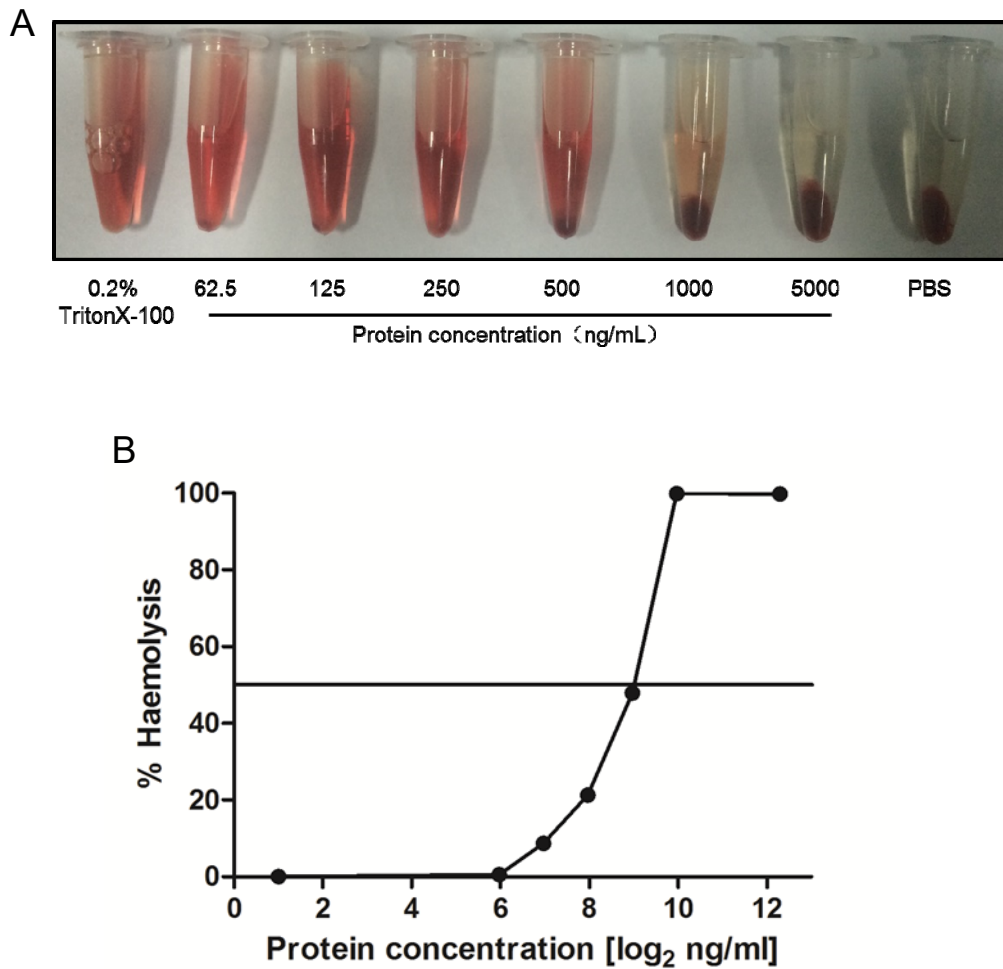 A
0.2% 62.5 125 250 500 1000 5000 PBS
TritonX-100
Protein concentration（ng/mL）
B
100
80
60
40
20
0
% Haemolysis
0 2 4 6 8 10 12
Protein concentration [log₂ ng/ml]